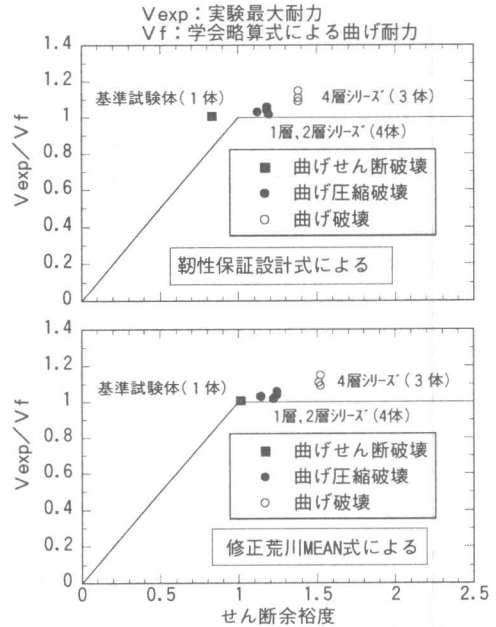 Vexp：実験最大耐力
Vf：学会略算式による曲げ耐力
1.4
1.2
1
0.8
0.6
0.4
0.2
0
Vexp／Vf
基準試験体(1体)
4層ｼﾘｰｽﾞ(3体)
1層,2層ｼﾘｰｽﾞ(4体)
■ 曲げせん断破壊
● 曲げ圧縮破壊
○ 曲げ破壊
靭性保証設計式による
1.4
1.2
1
0.8
0.6
0.4
0.2
0
Vexp／Vf
基準試験体(1体)
4層ｼﾘｰｽﾞ(3体)
1層,2層ｼﾘｰｽﾞ(4体)
■ 曲げせん断破壊
● 曲げ圧縮破壊
○ 曲げ破壊
修正荒川MEAN式による
0 0.5 1 1.5 2 2.5
せん断余裕度